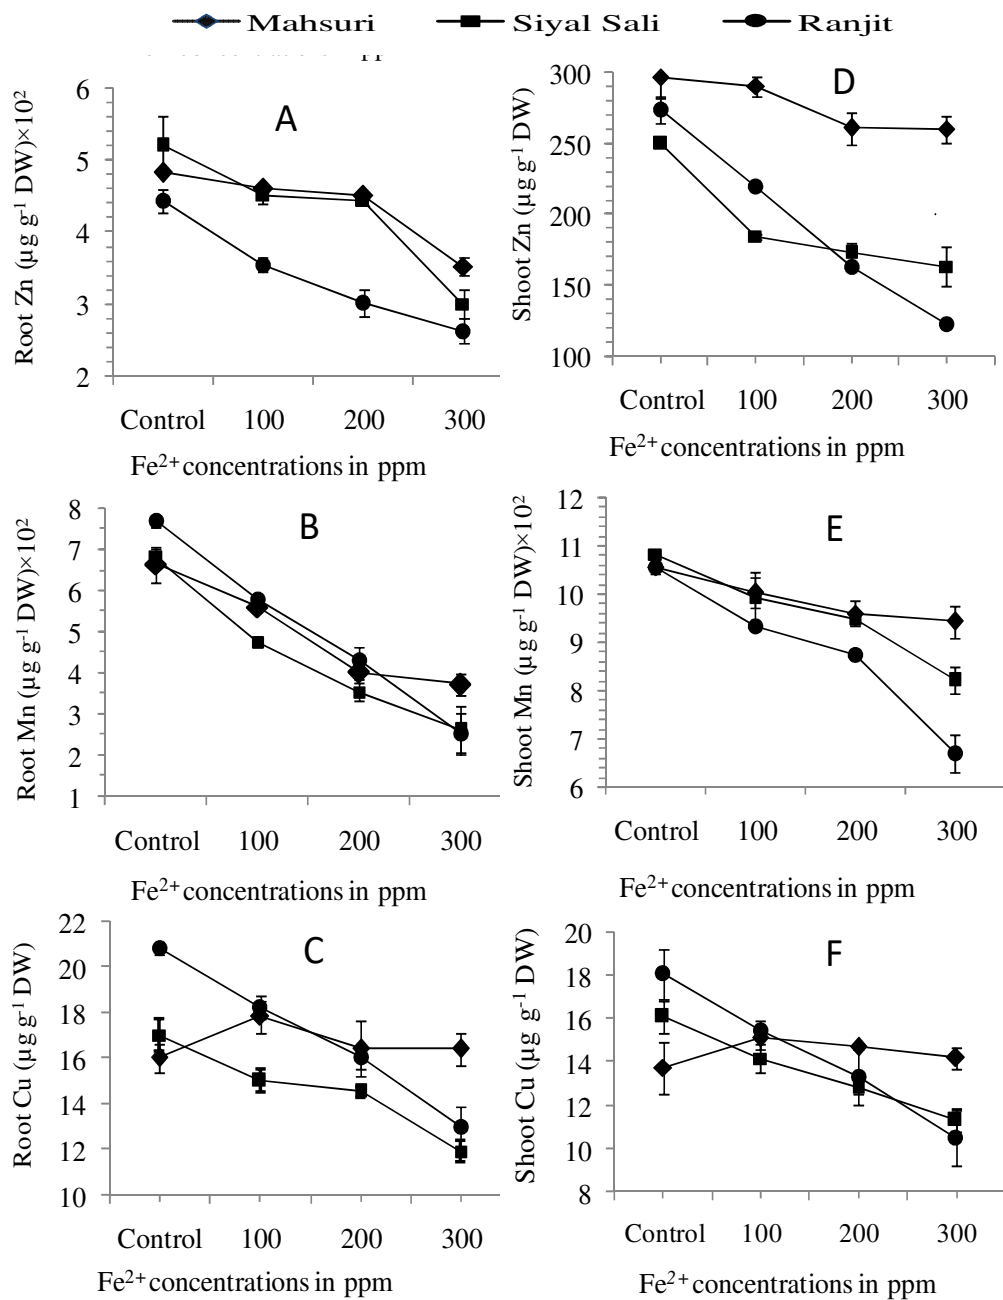 Mahsuri Siyal Sali Ranjit
A
Root Zn (µg g⁻¹ DW)×10²
6
5
4
3
2
Control 100 200 300
Fe²⁺ concentrations in ppm
D
Shoot Zn (µg g⁻¹ DW)
300
250
200
150
100
Control 100 200 300
Fe²⁺ concentrations in ppm
B
Root Mn (µg g⁻¹ DW)×10²
8
7
6
5
4
3
2
1
Control 100 200 300
Fe²⁺ concentrations in ppm
E
Shoot Mn (µg g⁻¹ DW)×10²
12
11
10
9
8
7
6
Control 100 200 300
Fe²⁺ concentrations in ppm
C
Root Cu (µg g⁻¹ DW)
22
20
18
16
14
12
10
Control 100 200 300
Fe²⁺ concentrations in ppm
F
Shoot Cu (µg g⁻¹ DW)
20
18
16
14
12
10
8
Control 100 200 300
Fe²⁺ concentrations in ppm